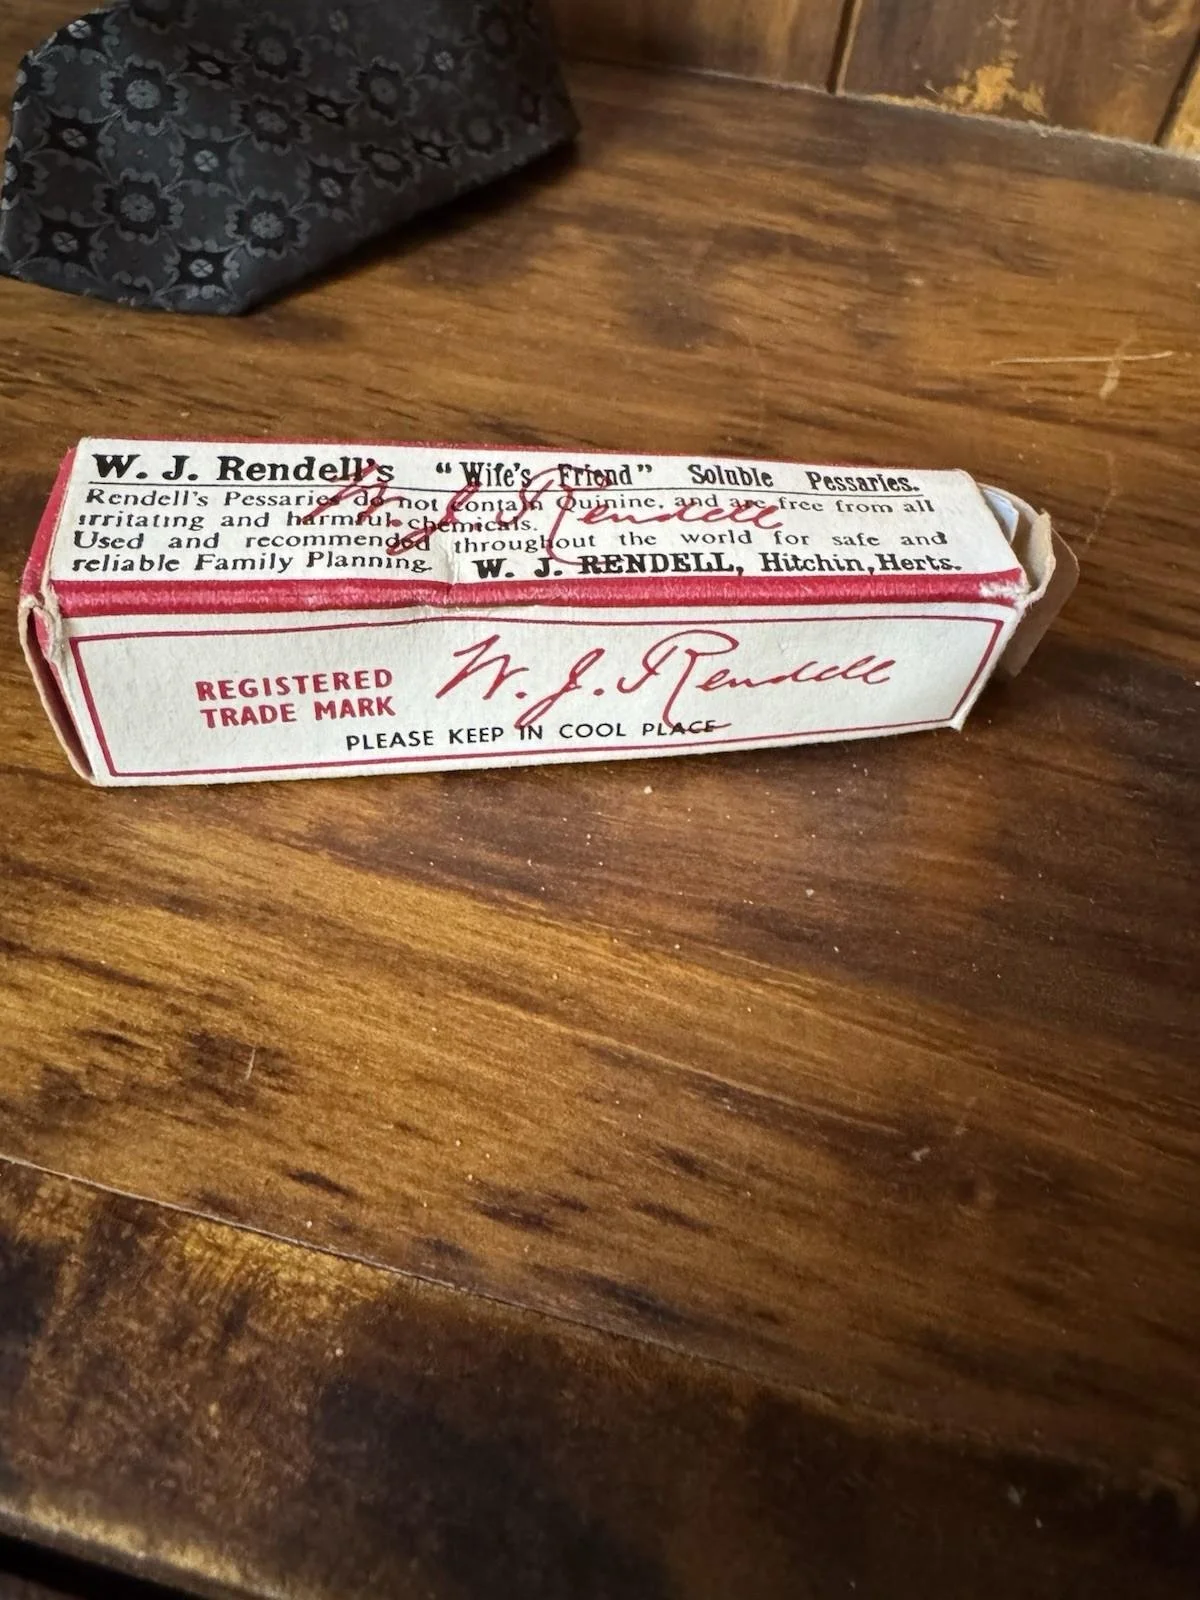 W. J. Rendell's "Wife's Friend" Soluble Pessaries.
Rendell's Pessaries do not contain Quinine, and are free from all
irritating and harmful chemicals.
Used and recommended throughout the world for safe and
reliable Family Planning. W. J. RENDELL, Hitchin, Herts.
W. J. Rendell
REGISTERED
TRADE MARK
W. J. Rendell
PLEASE KEEP IN COOL PLACE